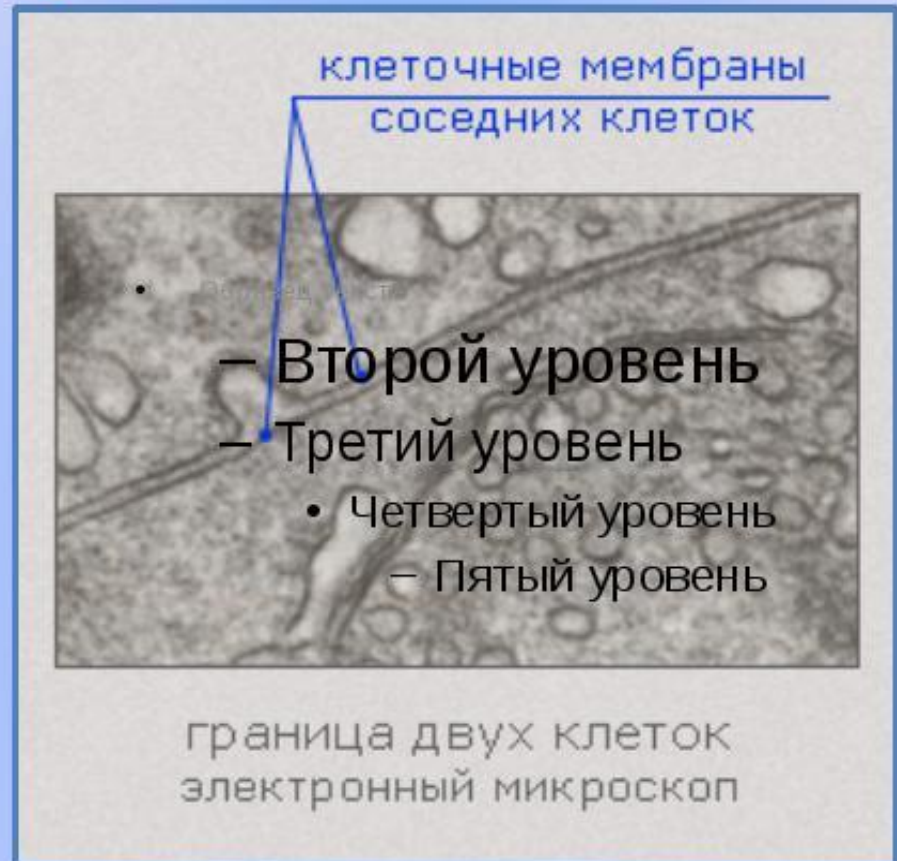 клеточные мембраны
соседних клеток
•
– Второй уровень
– Третий уровень
• Четвертый уровень
– Пятый уровень
граница двух клеток
электронный микроскоп